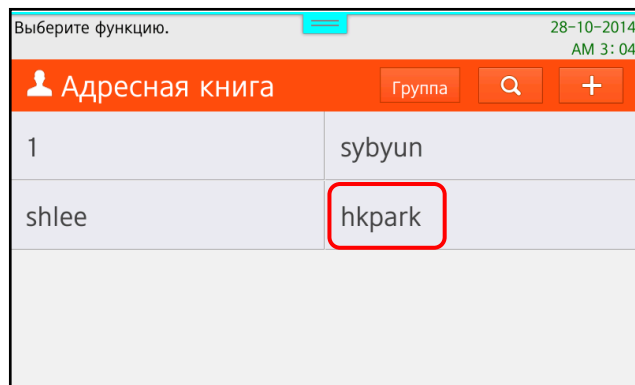 Выберите функцию.
28-10-2014
AM 3:04
Адресная книга
Группа
1
sybyun
shlee
hkpark